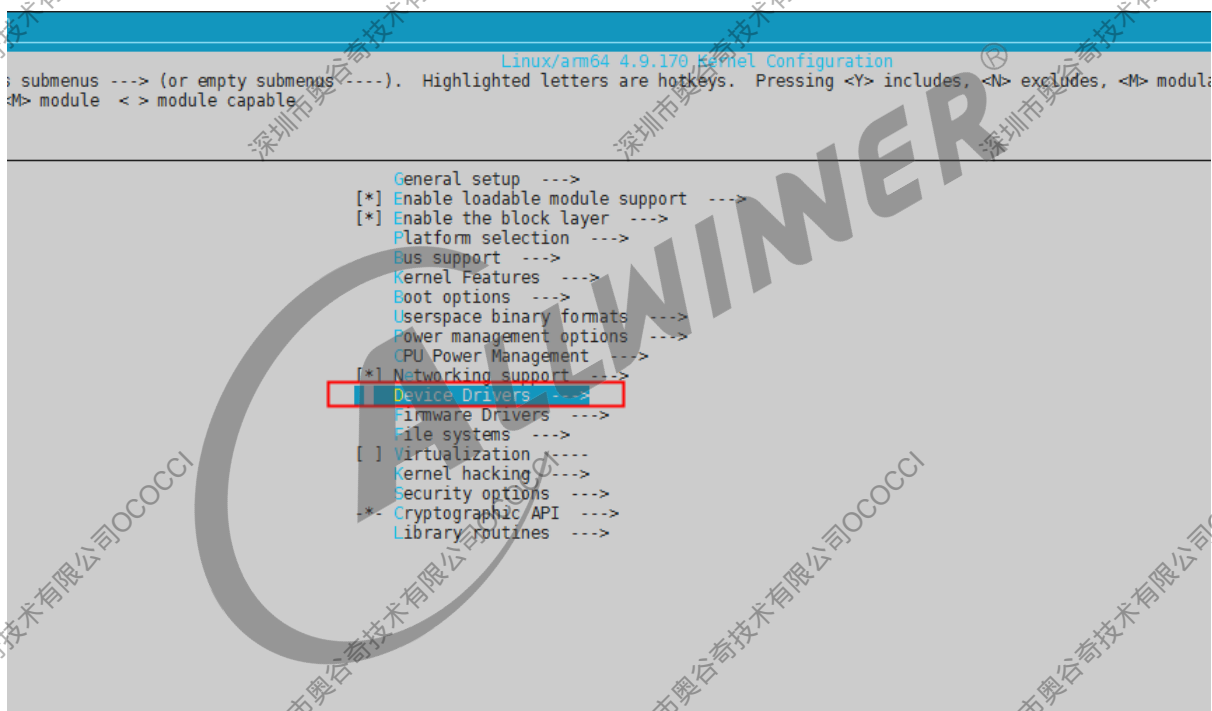 Linux/arm64 4.9.170 Kernel Configuration
submenus ---> (or empty submenus ----). Highlighted letters are hotkeys. Pressing <Y> includes, <N> excludes, <M> modula
<M> module < > module capable
General setup --->
[*] Enable loadable module support --->
[*] Enable the block layer --->
Platform selection --->
Bus support --->
Kernel Features --->
Boot options --->
Userspace binary formats --->
Power management options --->
CPU Power Management --->
[*] Networking support --->
Device Drivers --->
Firmware Drivers --->
File systems --->
[ ] Virtualization ----
Kernel hacking --->
Security options --->
-*- Cryptographic API --->
Library routines --->
ALLWINNER®
深圳市奥谷奇技术有限公司OCOCCI